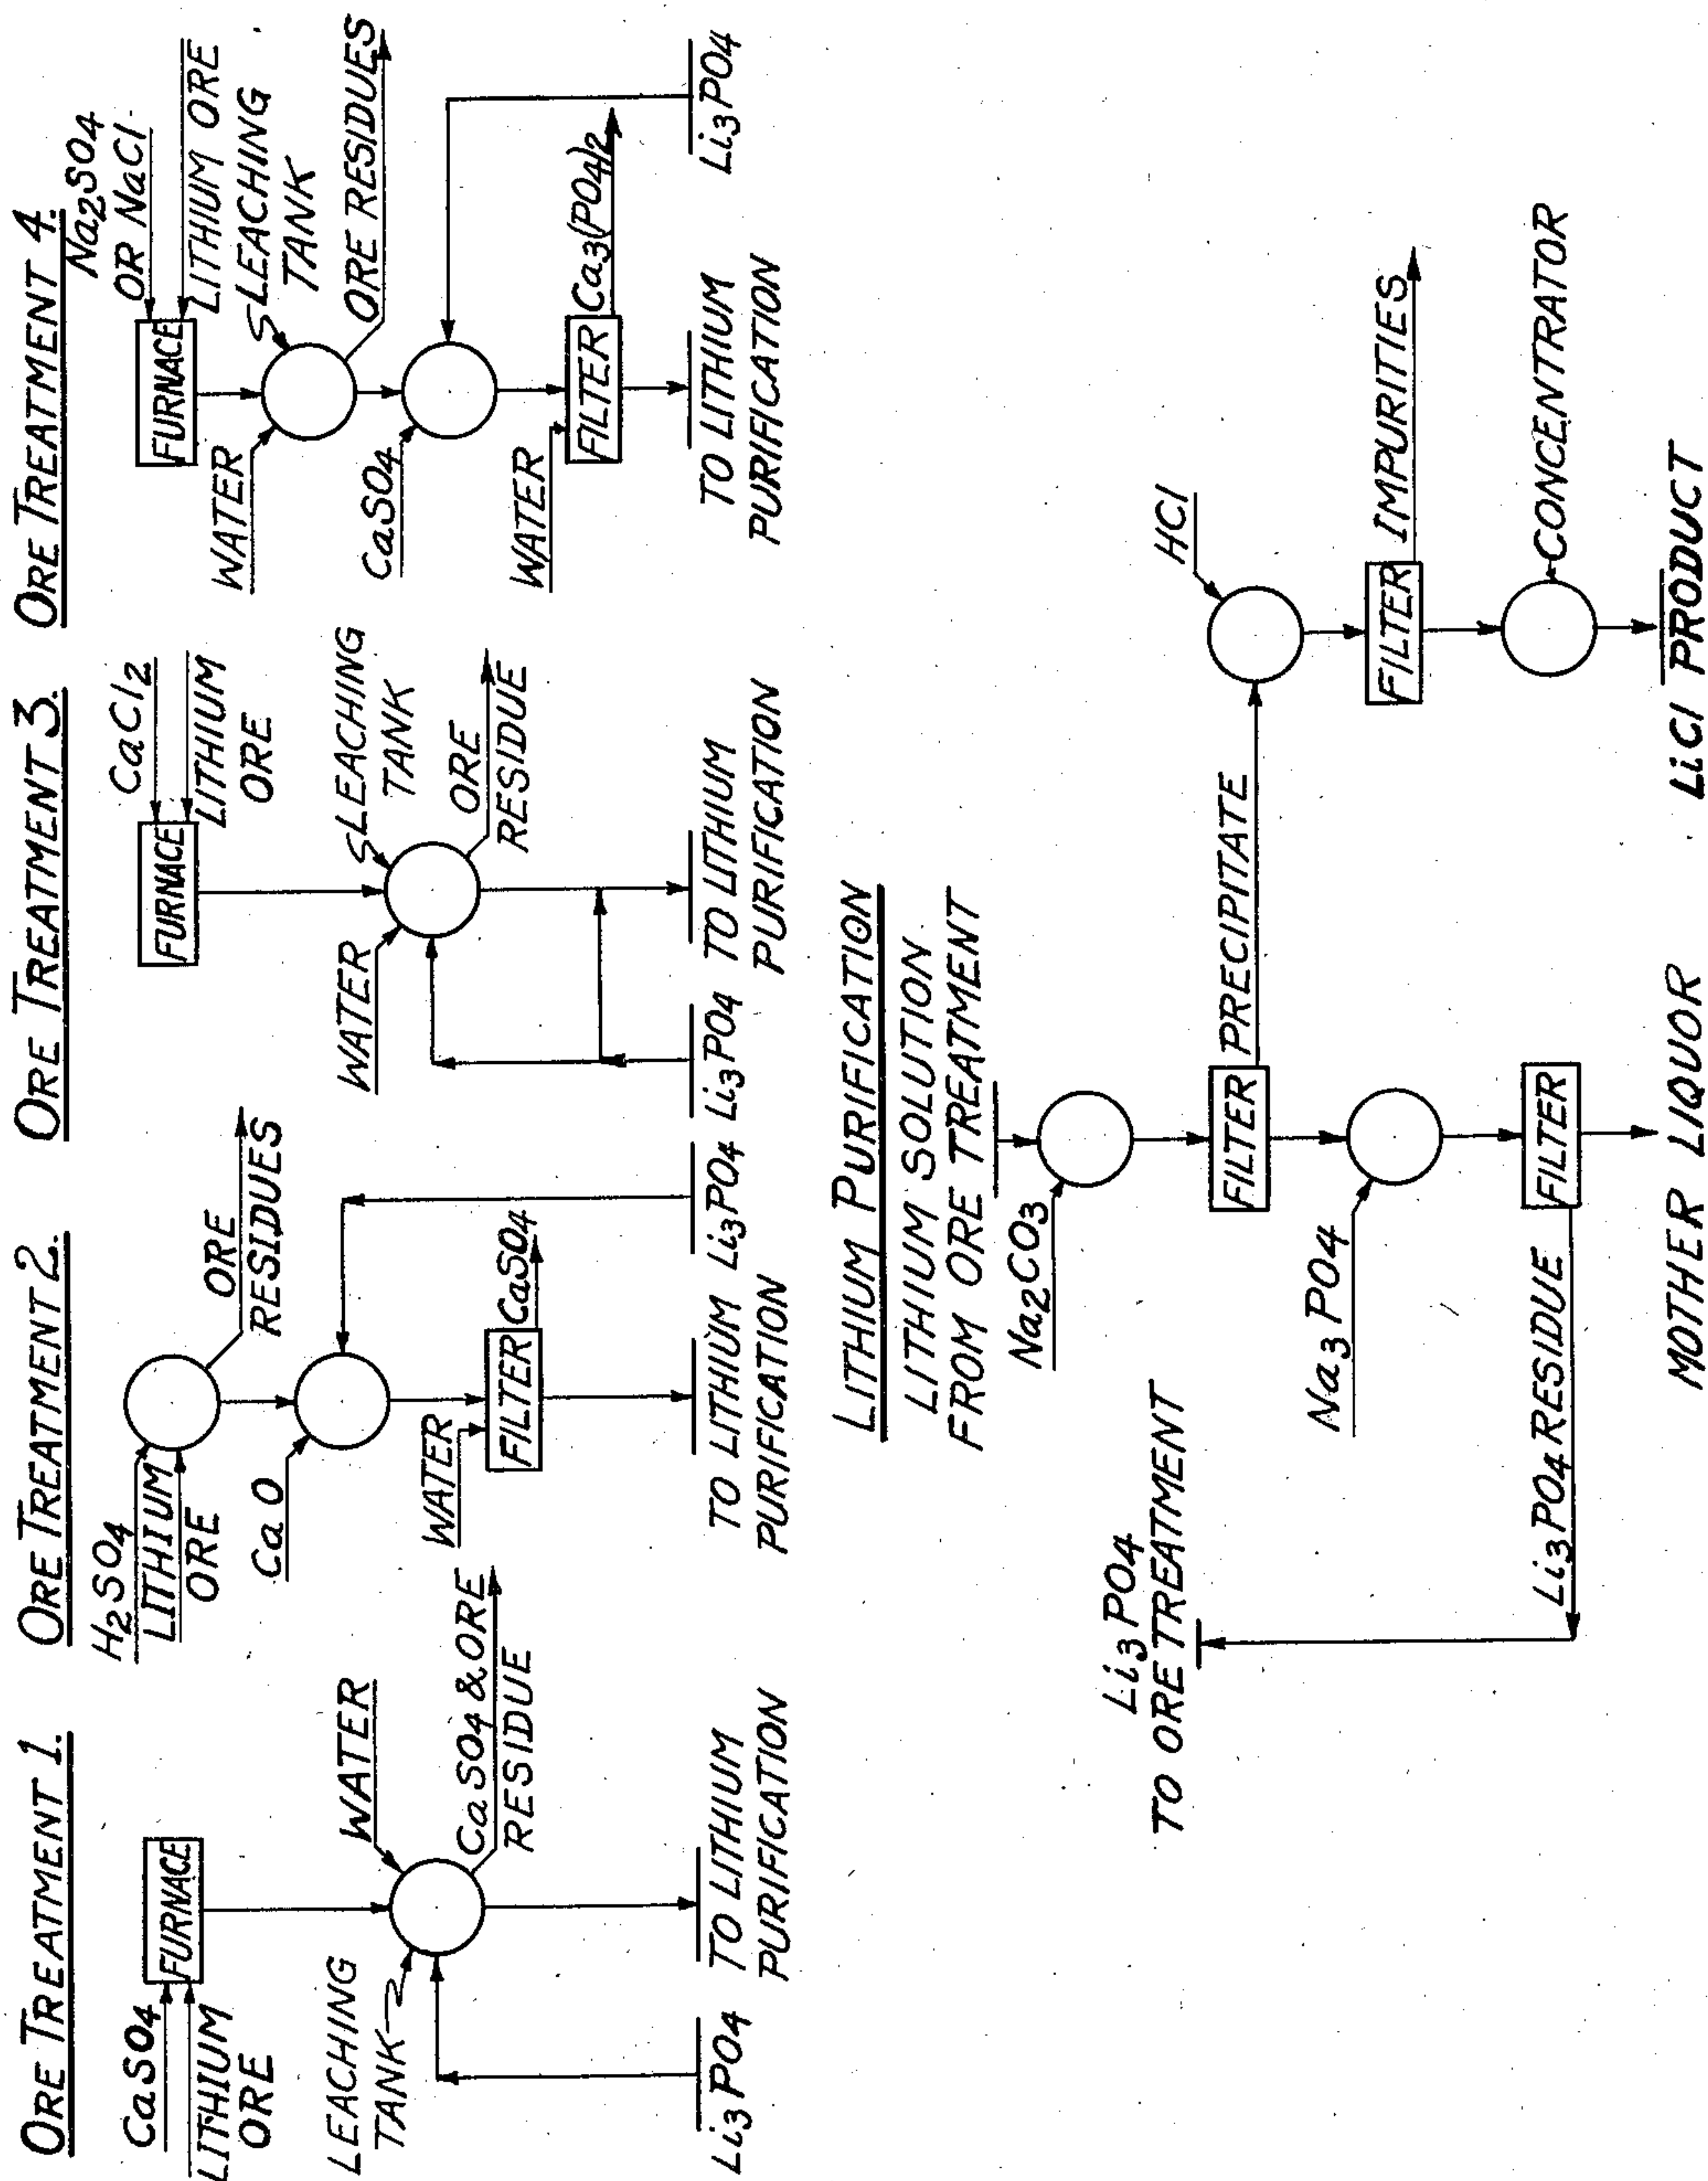 ORE TREATMENT 1.
CaSO4
LITHIUM
ORE
FURNACE
WATER
LEACHING
TANK
CaSO4 & ORE
RESIDUE
Li3PO4
TO LITHIUM
PURIFICATION
ORE TREATMENT 2.
H2SO4
LITHIUM
ORE
ORE
RESIDUES
CaO
WATER
FILTER
CaSO4
TO LITHIUM
PURIFICATION
Li3PO4
ORE TREATMENT 3.
CaCl2
FURNACE
LITHIUM
ORE
WATER
LEACHING
TANK
ORE
RESIDUE
Li3PO4
TO LITHIUM
PURIFICATION
ORE TREATMENT 4.
Na2SO4
OR NaCl
FURNACE
LITHIUM ORE
LEACHING
TANK
WATER
ORE RESIDUES
CaSO4
WATER
FILTER
Ca3(PO4)2
TO LITHIUM
PURIFICATION
Li3PO4
LITHIUM PURIFICATION
LITHIUM SOLUTION
FROM ORE TREATMENT
Na2CO3
FILTER
PRECIPITATE
HCl
Li3PO4
TO ORE TREATMENT
Na3PO4
FILTER
IMPURITIES
Li3PO4 RESIDUE
FILTER
CONCENTRATOR
MOTHER LIQUOR
LiCl PRODUCT